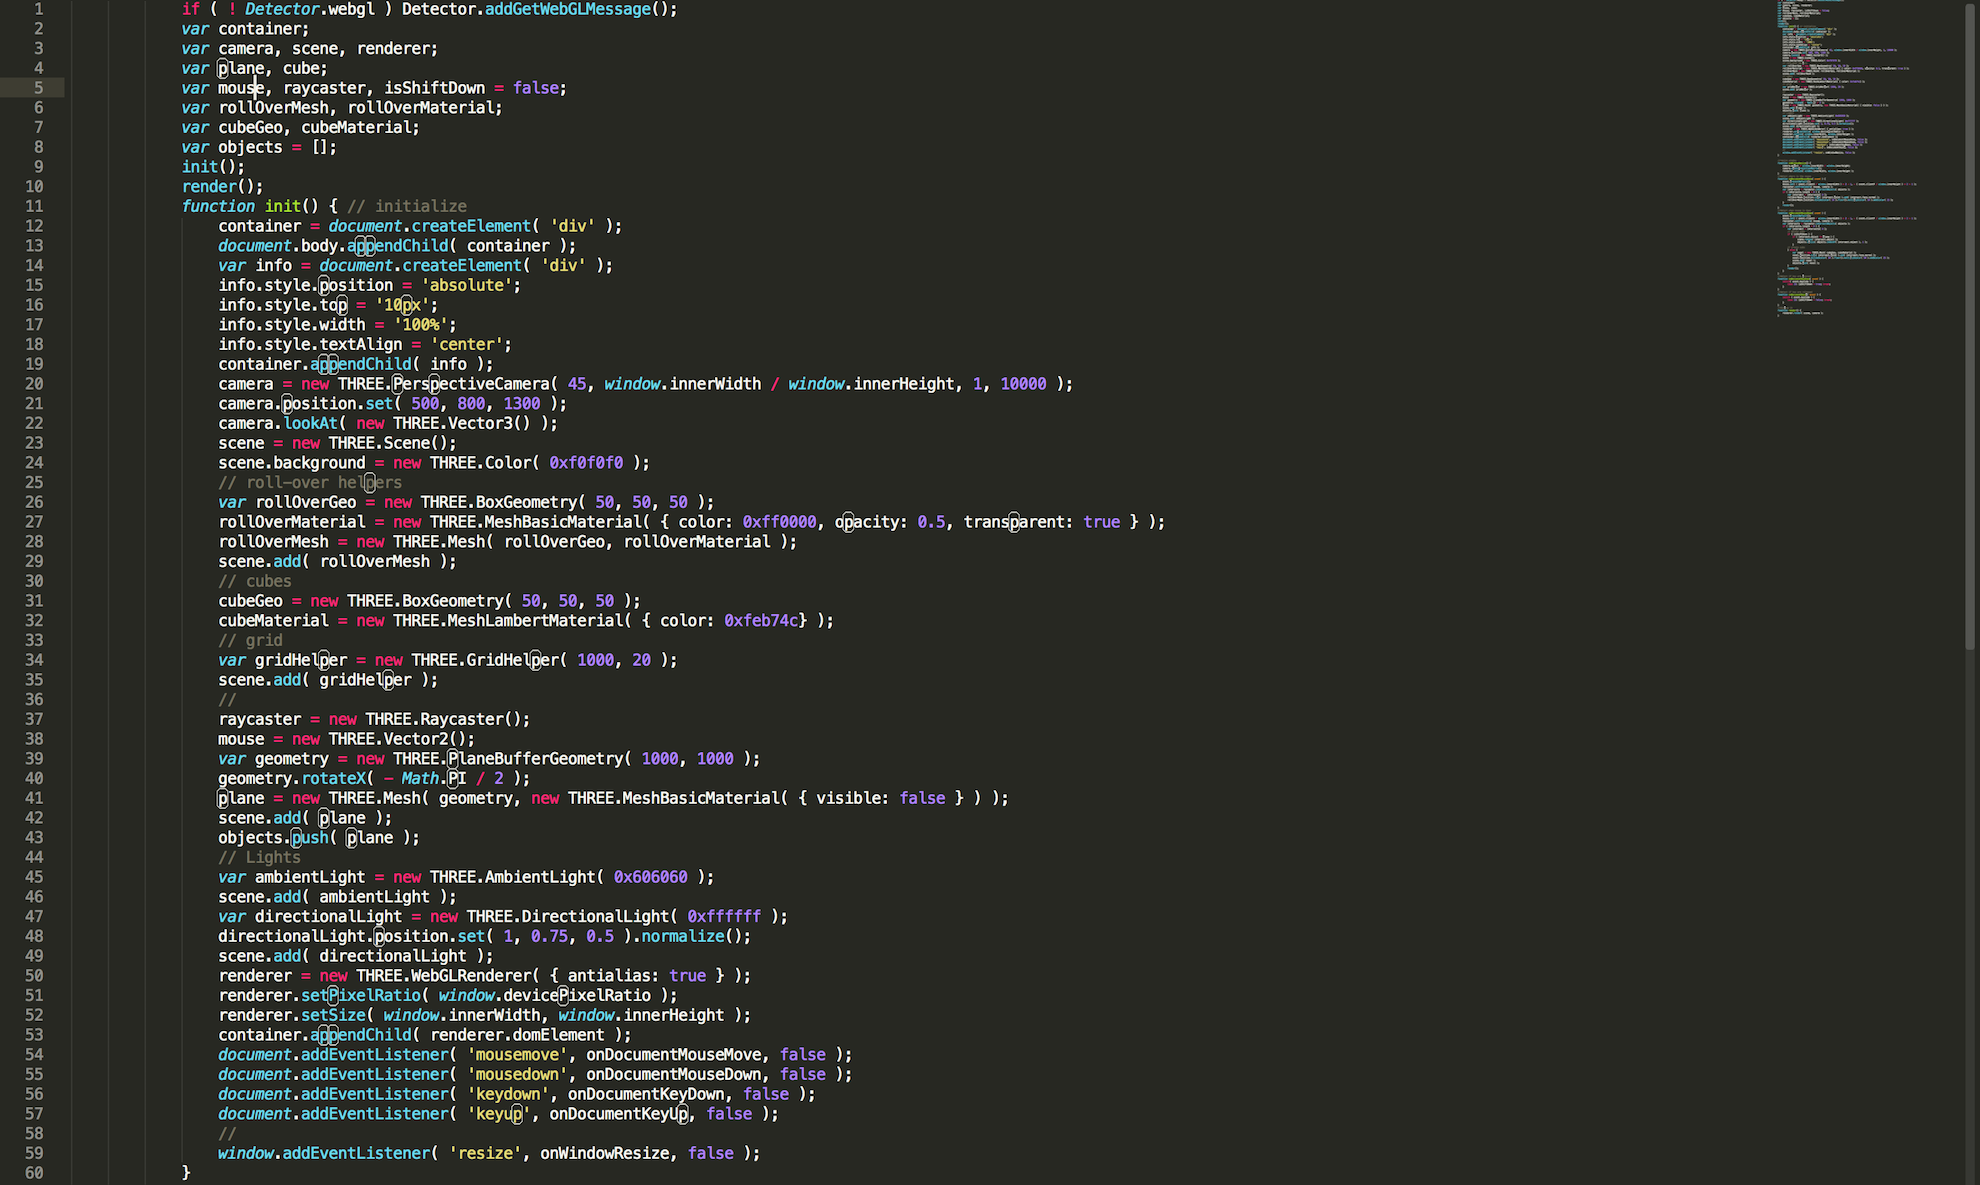 1 if ( ! Detector.webgl ) Detector.addGetWebGLMessage();
2 var container;
3 var camera, scene, renderer;
4 var plane, cube;
5 var mouse, raycaster, isShiftDown = false;
6 var rollOverMesh, rollOverMaterial;
7 var cubeGeo, cubeMaterial;
8 var objects = [];
9 init();
10 render();
11 function init() { // initialize
12 container = document.createElement( 'div' );
13 document.body.appendChild( container );
14 var info = document.createElement( 'div' );
15 info.style.position = 'absolute';
16 info.style.top = '10px';
17 info.style.width = '100%';
18 info.style.textAlign = 'center';
19 container.appendChild( info );
20 camera = new THREE.PerspectiveCamera( 45, window.innerWidth / window.innerHeight, 1, 10000 );
21 camera.position.set( 500, 800, 1300 );
22 camera.lookAt( new THREE.Vector3() );
23 scene = new THREE.Scene();
24 scene.background = new THREE.Color( 0xf0f0f0 );
25 // roll-over helpers
26 var rollOverGeo = new THREE.BoxGeometry( 50, 50, 50 );
27 rollOverMaterial = new THREE.MeshBasicMaterial( { color: 0xff0000, opacity: 0.5, transparent: true } );
28 rollOverMesh = new THREE.Mesh( rollOverGeo, rollOverMaterial );
29 scene.add( rollOverMesh );
30 // cubes
31 cubeGeo = new THREE.BoxGeometry( 50, 50, 50 );
32 cubeMaterial = new THREE.MeshLambertMaterial( { color: 0xfeb74c} );
33 // grid
34 var gridHelper = new THREE.GridHelper( 1000, 20 );
35 scene.add( gridHelper );
36 //
37 raycaster = new THREE.Raycaster();
38 mouse = new THREE.Vector2();
39 var geometry = new THREE.PlaneBufferGeometry( 1000, 1000 );
40 geometry.rotateX( - Math.PI / 2 );
41 plane = new THREE.Mesh( geometry, new THREE.MeshBasicMaterial( { visible: false } ) );
42 scene.add( plane );
43 objects.push( plane );
44 // Lights
45 var ambientLight = new THREE.AmbientLight( 0x606060 );
46 scene.add( ambientLight );
47 var directionalLight = new THREE.DirectionalLight( 0xffffff );
48 directionalLight.position.set( 1, 0.75, 0.5 ).normalize();
49 scene.add( directionalLight );
50 renderer = new THREE.WebGLRenderer( { antialias: true } );
51 renderer.setPixelRatio( window.devicePixelRatio );
52 renderer.setSize( window.innerWidth, window.innerHeight );
53 container.appendChild( renderer.domElement );
54 document.addEventListener( 'mousemove', onDocumentMouseMove, false );
55 document.addEventListener( 'mousedown', onDocumentMouseDown, false );
56 document.addEventListener( 'keydown', onDocumentKeyDown, false );
57 document.addEventListener( 'keyup', onDocumentKeyUp, false );
58 //
59 window.addEventListener( 'resize', onWindowResize, false );
60 }